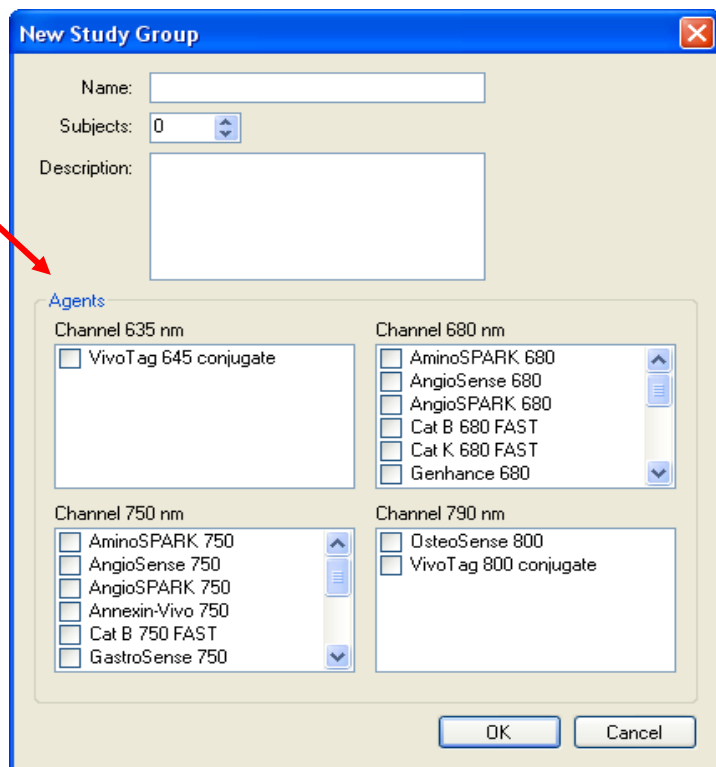 New Study Group
Name:
Subjects: 0
Description:
Agents
Channel 635 nm
VivoTag 645 conjugate
Channel 680 nm
AminoSPARK 680
AngioSense 680
AngioSPARK 680
Cat B 680 FAST
Cat K 680 FAST
Genhance 680
Channel 750 nm
AminoSPARK 750
AngioSense 750
AngioSPARK 750
Annexin-Vivo 750
Cat B 750 FAST
GastroSense 750
Channel 790 nm
OsteoSense 800
VivoTag 800 conjugate
OK
Cancel